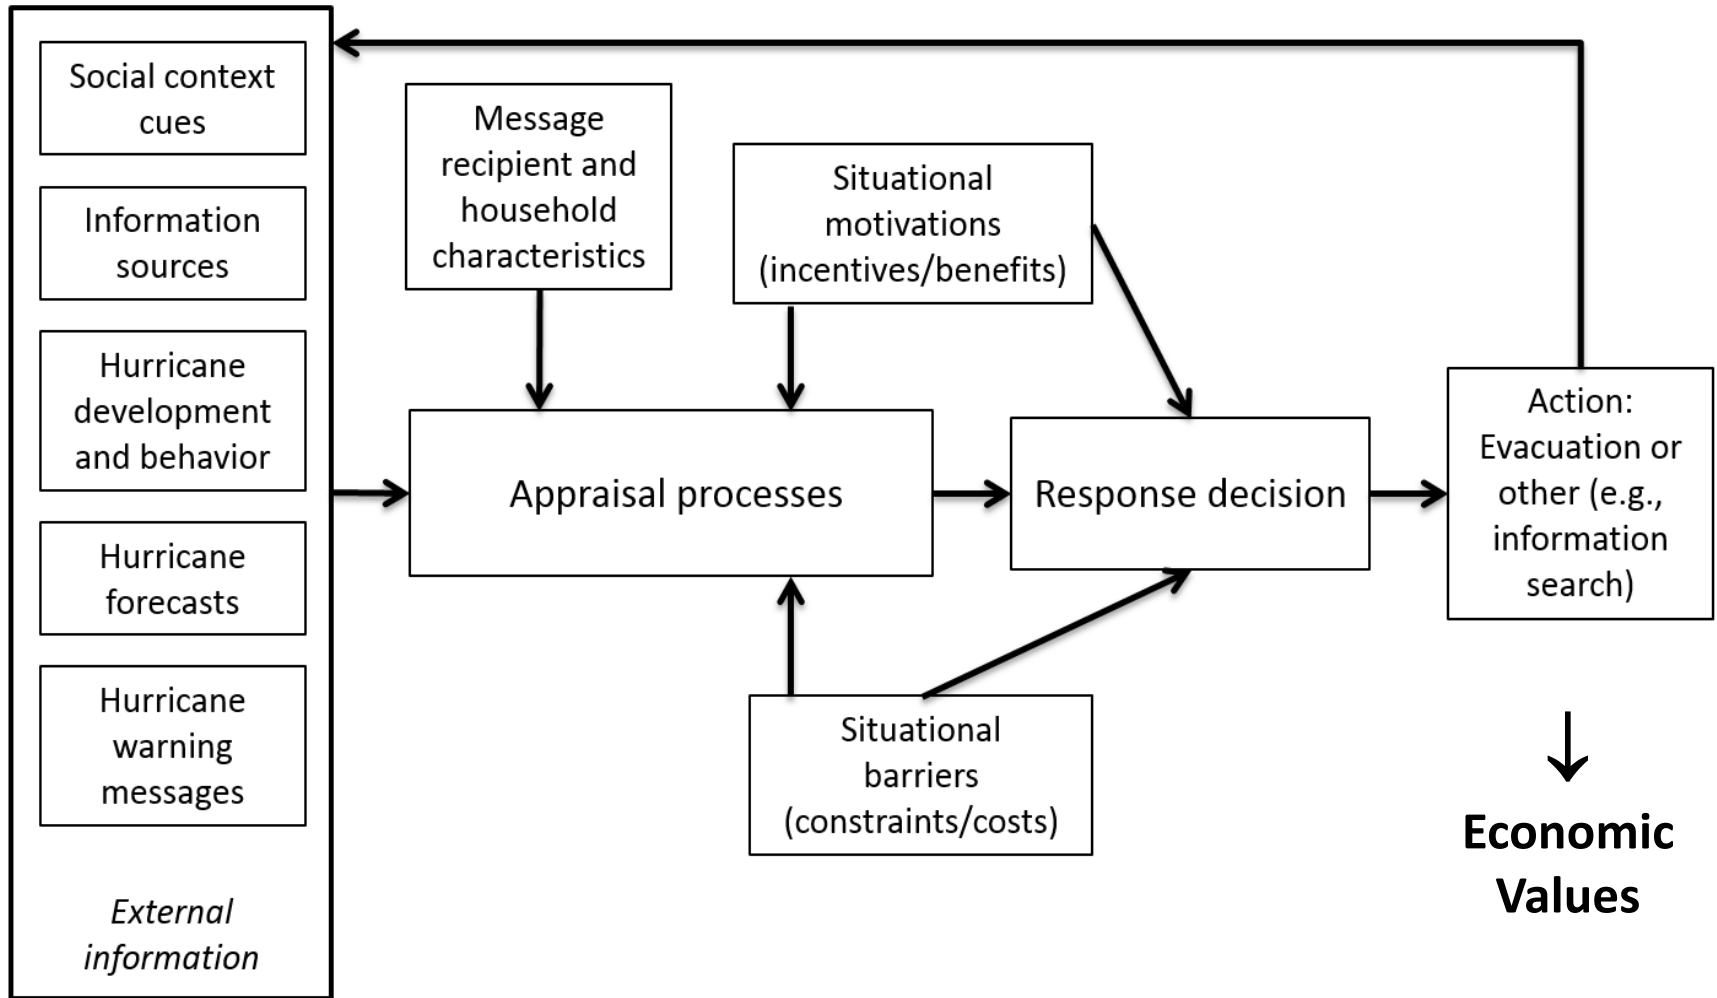 Social context
cues
Information
sources
Hurricane
development
and behavior
Hurricane
forecasts
Hurricane
warning
messages
External
information
Message
recipient and
household
characteristics
Situational
motivations
(incentives/benefits)
Appraisal processes
Response decision
Situational
barriers
(constraints/costs)
Action:
Evacuation or
other (e.g.,
information
search)
Economic
Values